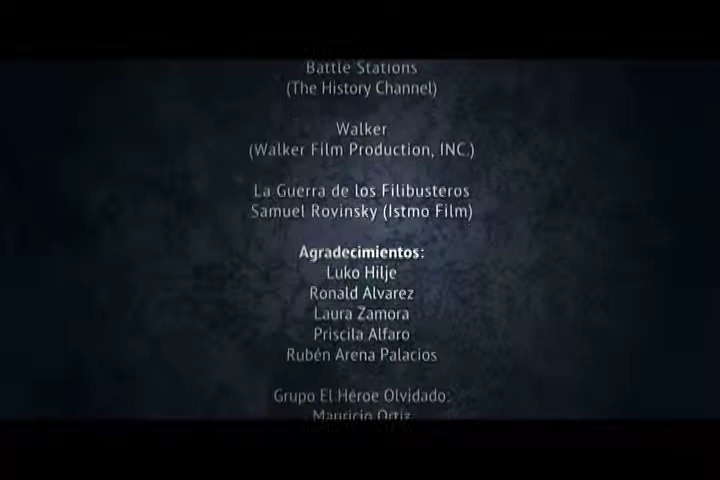 Battle Stations
(The History Channel)
Walker
(Walker Film Production, INC.)
La Guerra de los Filibusteros
Samuel Rovinsky (Istmo Film)
Agradecimientos:
Luko Hilje
Ronald Alvarez
Laura Zamora
Priscila Alfaro
Rubén Arena Palacios
Grupo El Héroe Olvidado:
Mauricio Ortiz